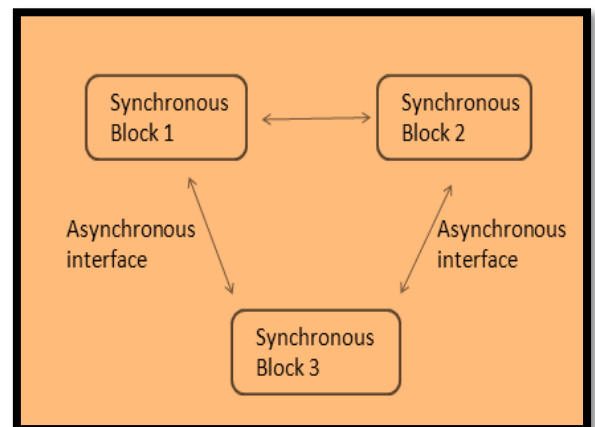 Synchronous
Block 1
Synchronous
Block 2
Asynchronous
interface
Asynchronous
interface
Synchronous
Block 3